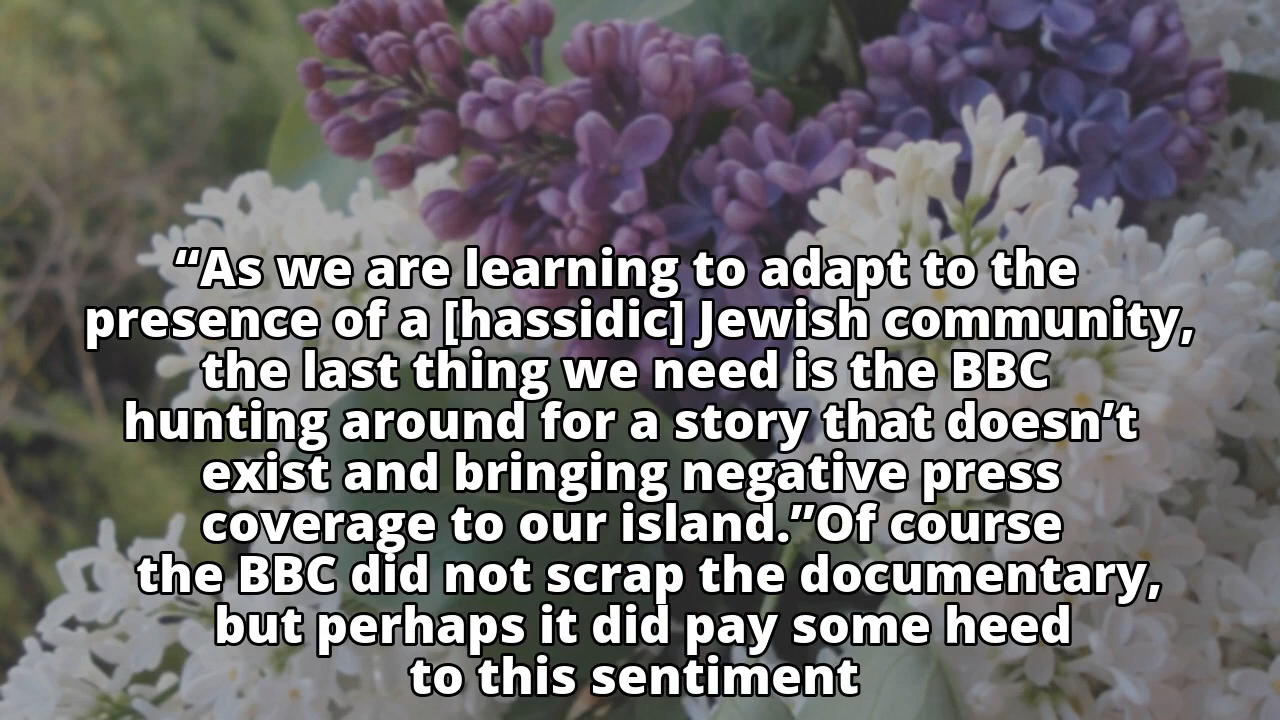 “As we are learning to adapt to the
presence of a [hassidic] Jewish community,
the last thing we need is the BBC
hunting around for a story that doesn’t
exist and bringing negative press
coverage to our island.”Of course
the BBC did not scrap the documentary,
but perhaps it did pay some heed
to this sentiment